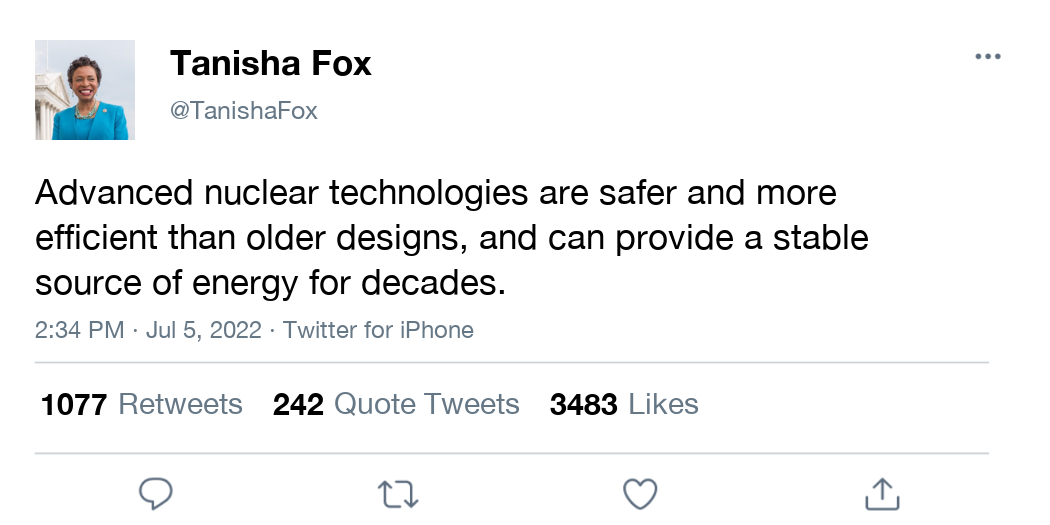 Tanisha Fox
@TanishaFox
Advanced nuclear technologies are safer and more
efficient than older designs, and can provide a stable
source of energy for decades.
2:34 PM · Jul 5, 2022 · Twitter for iPhone
1077 Retweets 242 Quote Tweets 3483 Likes